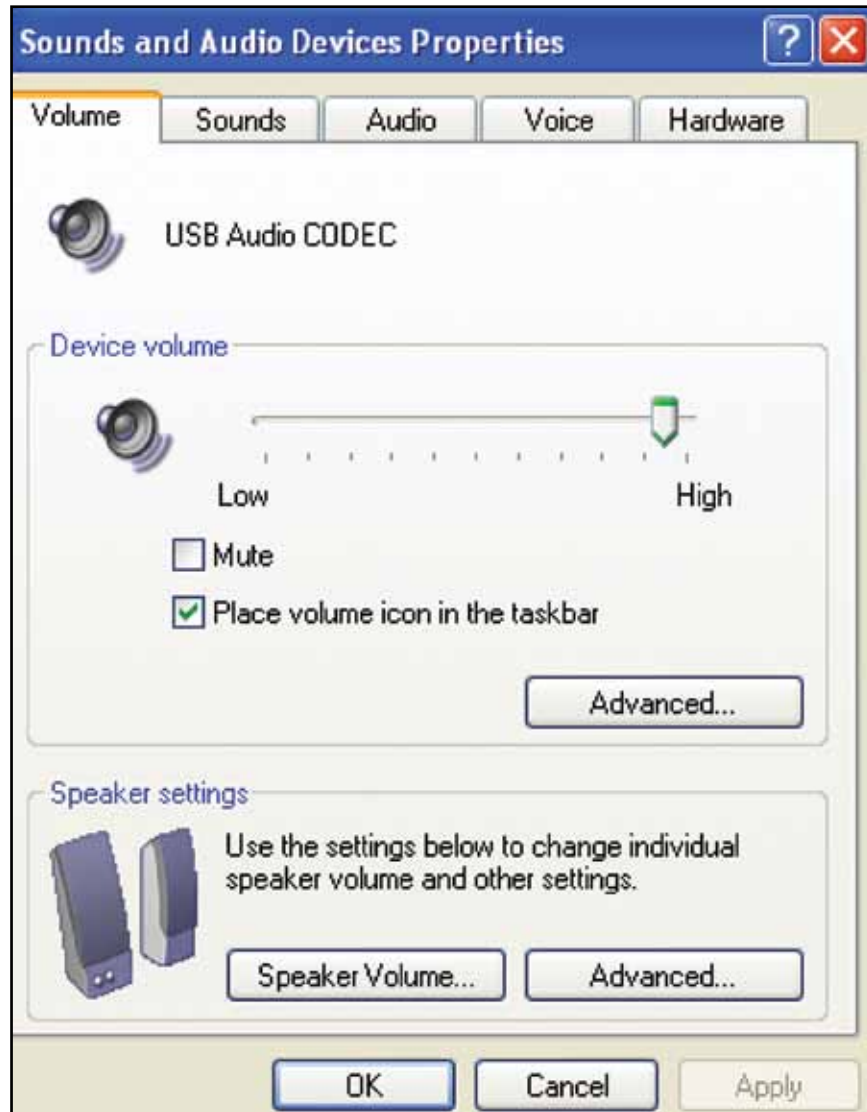 Sounds and Audio Devices Properties
Volume
Sounds
Audio
Voice
Hardware
USB Audio CODEC
Device volume
Low
High
Mute
Place volume icon in the taskbar
Advanced...
Speaker settings
Use the settings below to change individual
speaker volume and other settings.
Speaker Volume...
Advanced...
OK
Cancel
Apply